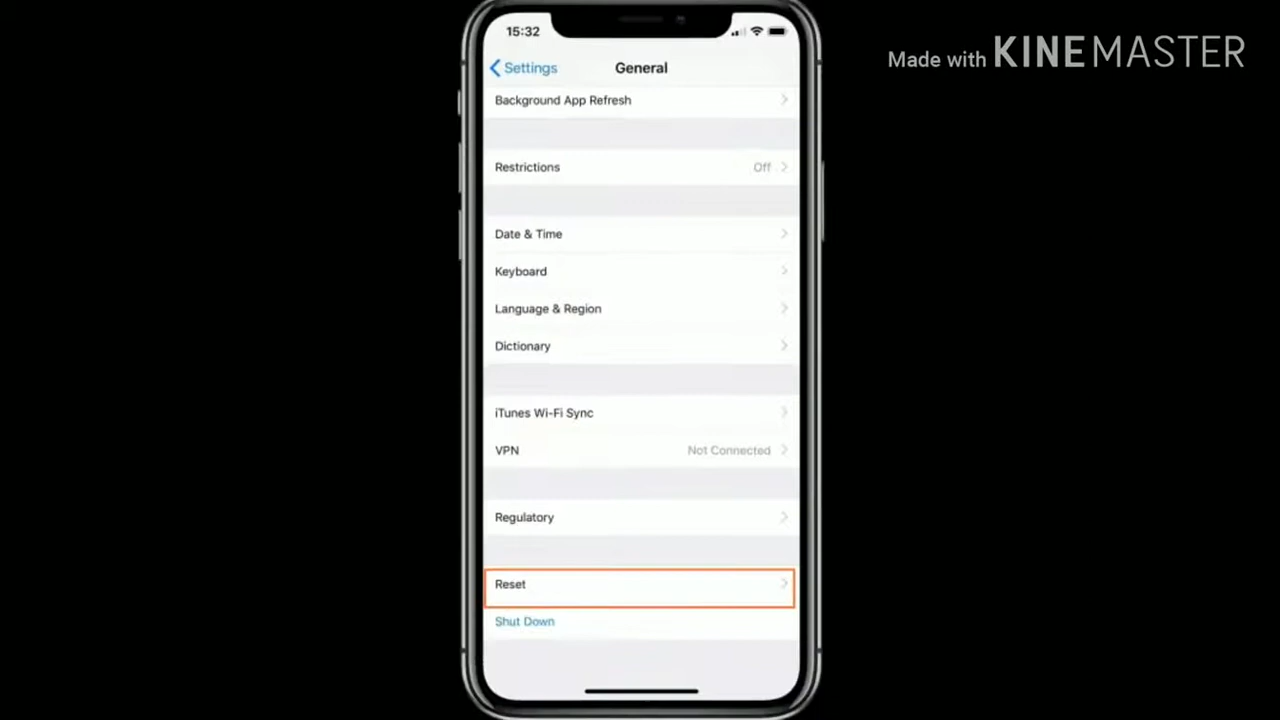 15:32
Made with KINEMASTER
Settings
General
Background App Refresh
Restrictions Off
Date & Time
Keyboard
Language & Region
Dictionary
iTunes Wi-Fi Sync
VPN Not Connected
Regulatory
Reset
Shut Down